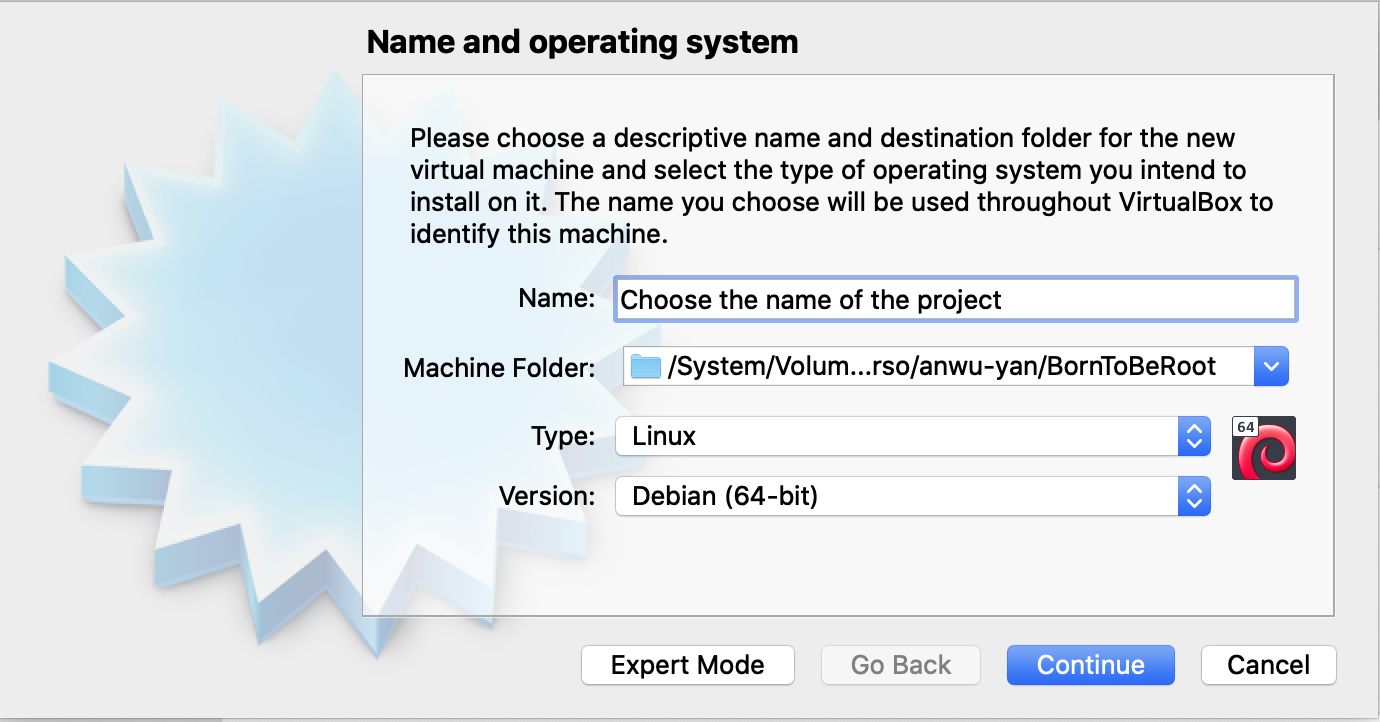 Name and operating system
Please choose a descriptive name and destination folder for the new
virtual machine and select the type of operating system you intend to
install on it. The name you choose will be used throughout VirtualBox to
identify this machine.
Name: Choose the name of the project
Machine Folder: /System/Volum...rso/anwu-yan/BornToBeRoot
Type: Linux
64
Version: Debian (64-bit)
Expert Mode Go Back Continue Cancel